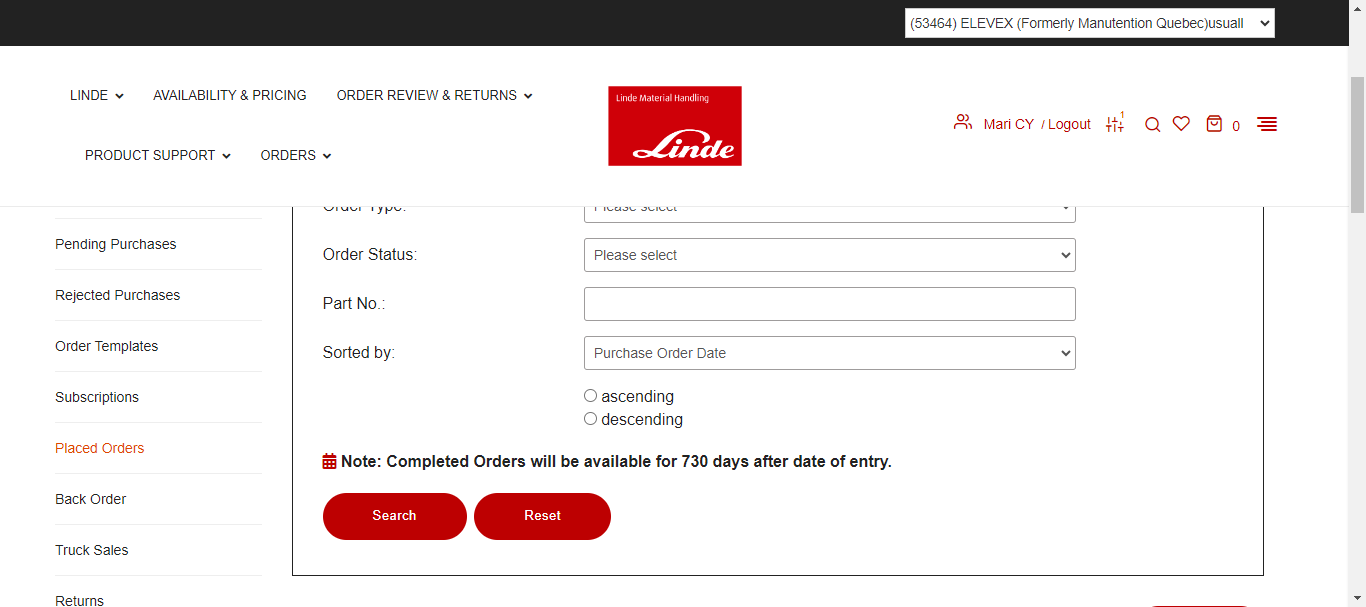 (53464) ELEVEX (Formerly Manutention Quebec)usuall
LINDE
AVAILABILITY & PRICING
ORDER REVIEW & RETURNS
PRODUCT SUPPORT
ORDERS
Linde Material Handling
Linde
Mari CY / Logout
1
0
Pending Purchases
Rejected Purchases
Order Templates
Subscriptions
Placed Orders
Back Order
Truck Sales
Returns
Order Type:
Please select
Order Status:
Please select
Part No.:
Sorted by:
Purchase Order Date
ascending
descending
Note: Completed Orders will be available for 730 days after date of entry.
Search
Reset